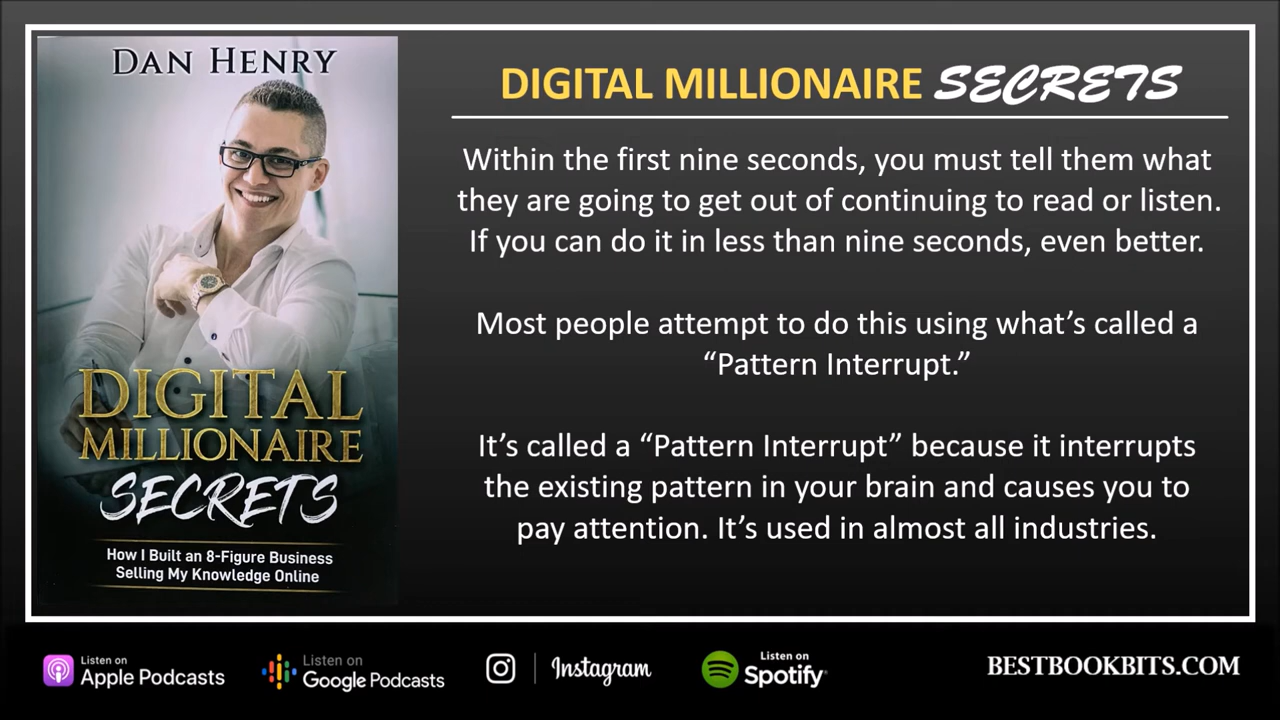 DAN HENRY
DIGITAL
MILLIONAIRE
SECRETS
How I Built an 8-Figure Business
Selling My Knowledge Online
DIGITAL MILLIONAIRE SECRETS
Within the first nine seconds, you must tell them what
they are going to get out of continuing to read or listen.
If you can do it in less than nine seconds, even better.
Most people attempt to do this using what’s called a
“Pattern Interrupt.”
It’s called a “Pattern Interrupt” because it interrupts
the existing pattern in your brain and causes you to
pay attention. It’s used in almost all industries.
Listen on
Apple Podcasts
Listen on
Google Podcasts
Instagram
Listen on
Spotify
BESTBOOKBITS.COM